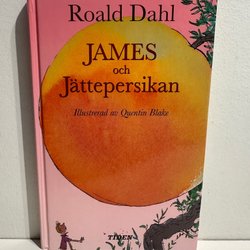 Roald Dahl
JAMES
och
Jättepersikan
Illustrerad av Quentin Blake
TIDEN